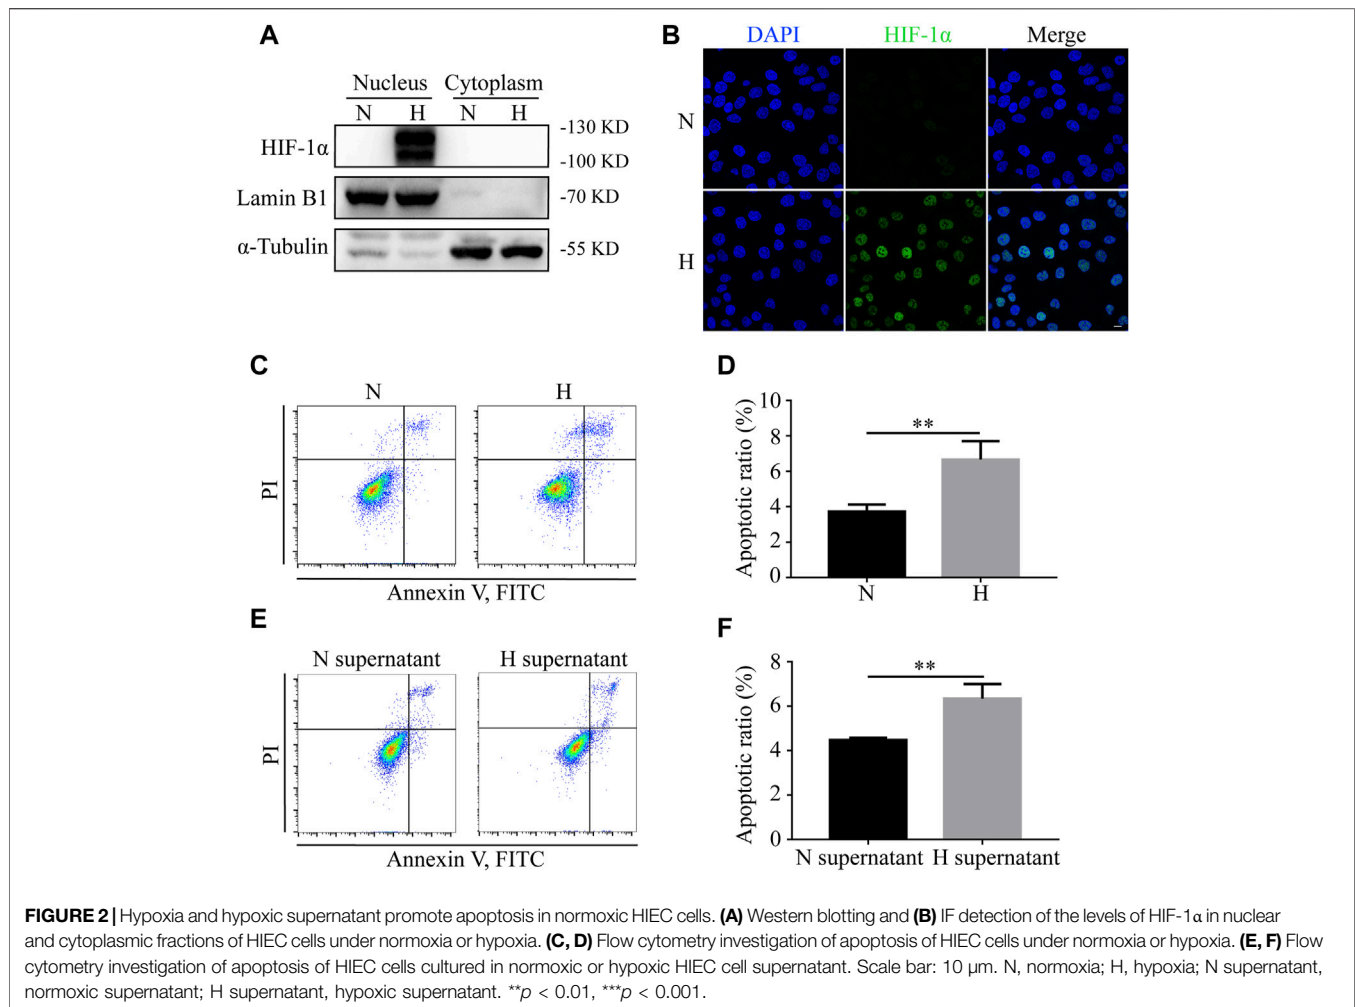 A
Nucleus Cytoplasm
N H N H
HIF-1α
-130 KD
-100 KD
Lamin B1
-70 KD
α-Tubulin
-55 KD
B
DAPI HIF-1α Merge
N
H
C
N H
PI
Annexin V, FITC
D
Apoptotic ratio (%)
10
8
6
4
2
0
**
N H
E
N supernatant H supernatant
PI
Annexin V, FITC
F
Apoptotic ratio (%)
8
6
4
2
0
**
N supernatant H supernatant
FIGURE 2 | Hypoxia and hypoxic supernatant promote apoptosis in normoxic HIEC cells. (A) Western blotting and (B) IF detection of the levels of HIF-1α in nuclear
and cytoplasmic fractions of HIEC cells under normoxia or hypoxia. (C, D) Flow cytometry investigation of apoptosis of HIEC cells under normoxia or hypoxia. (E, F) Flow
cytometry investigation of apoptosis of HIEC cells cultured in normoxic or hypoxic HIEC cell supernatant. Scale bar: 10 µm. N, normoxia; H, hypoxia; N supernatant,
normoxic supernatant; H supernatant, hypoxic supernatant. **p < 0.01, ***p < 0.001.